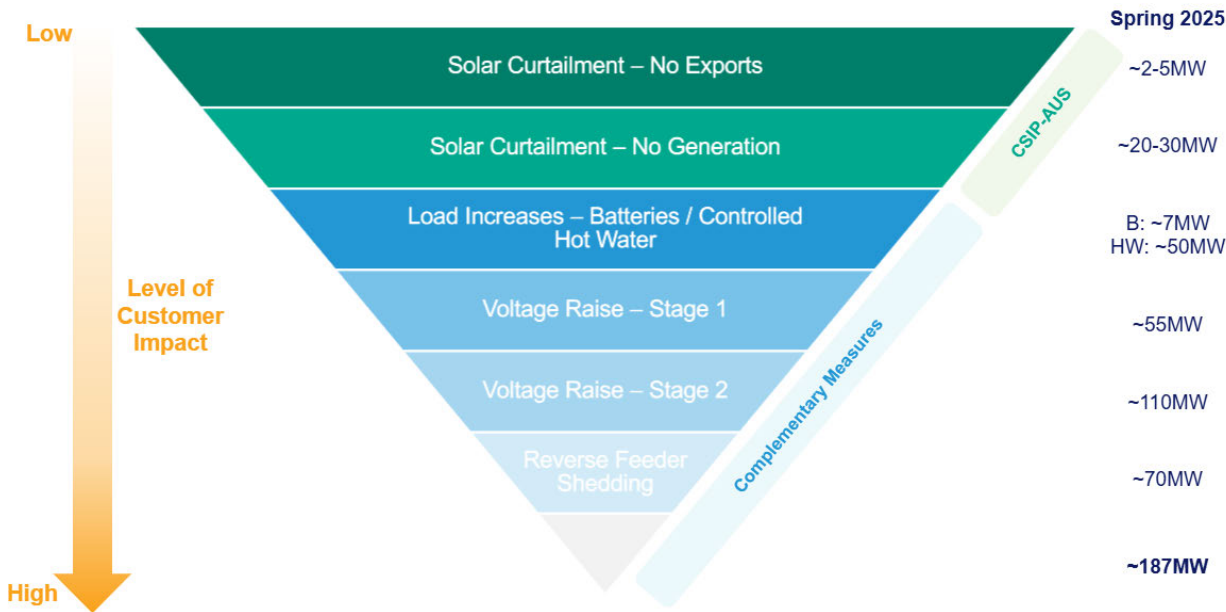 Spring 2025
Low
Solar Curtailment – No Exports
~2-5MW
CSIP-AUS
Solar Curtailment – No Generation
~20-30MW
Load Increases – Batteries / Controlled
Hot Water
B: ~7MW
HW: ~50MW
Level of
Customer
Impact
Voltage Raise – Stage 1
~55MW
Complementary Measures
Voltage Raise – Stage 2
~110MW
Reverse Feeder
Shedding
~70MW
~187MW
High